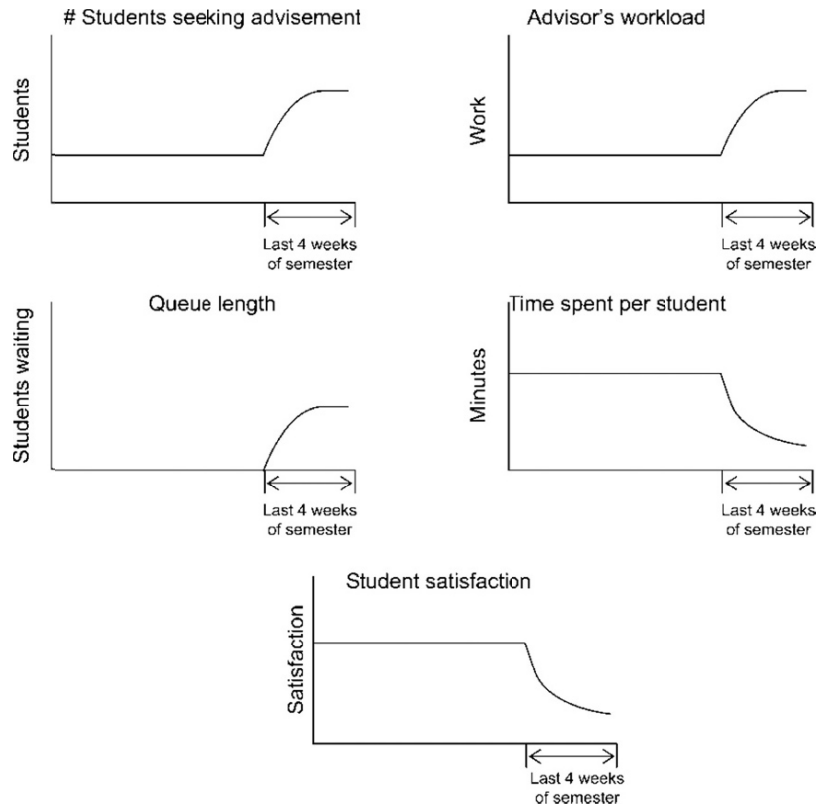 # Students seeking advisement
Students
Last 4 weeks
of semester
Advisor's workload
Work
Last 4 weeks
of semester
Queue length
Students waiting
Last 4 weeks
of semester
Time spent per student
Minutes
Last 4 weeks
of semester
Student satisfaction
Satisfaction
Last 4 weeks
of semester